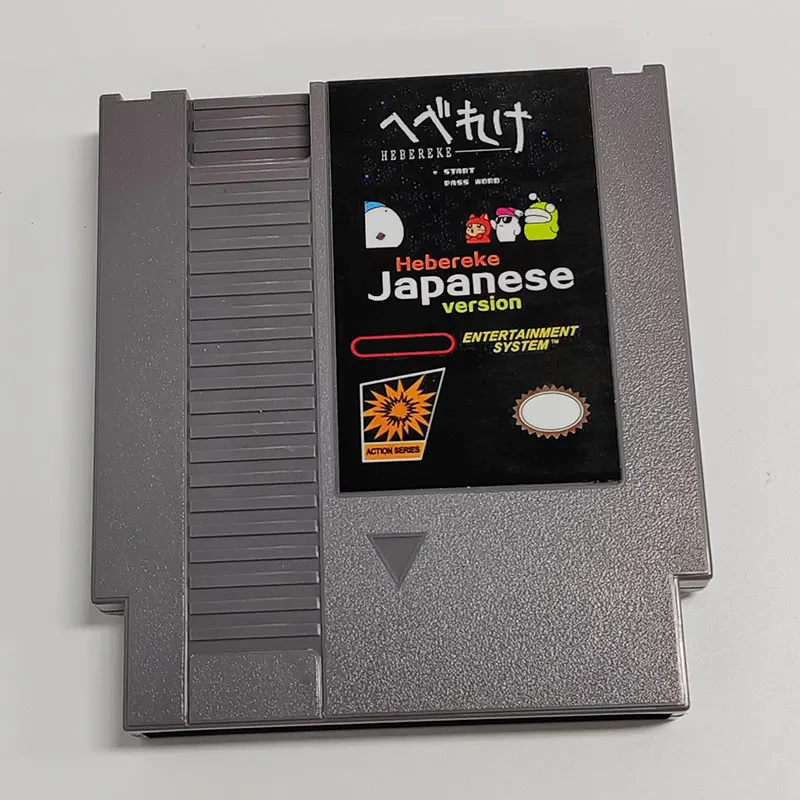 へべれけ
HEBEREKE
START
PASS WORD
Hebereke
Japanese
version
ENTERTAINMENT
SYSTEM™
ACTION SERIES